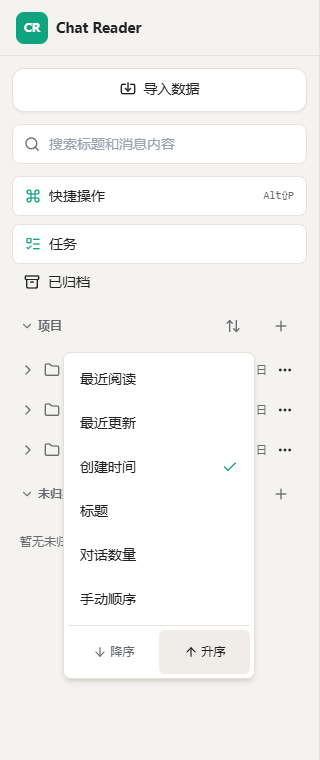 CR Chat Reader
导入数据
搜索标题和消息内容
快捷操作 Alt⇧P
任务
已归档
项目
最近阅读
日
最近更新
日
创建时间
日
标题
未归
对话数量
暂无未归
手动顺序
降序 升序